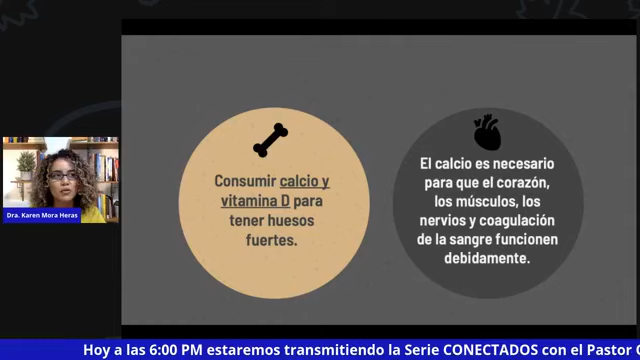 Consumir calcio y
vitamina D para
tener huesos
fuertes.
El calcio es necesario
para que el corazón,
los músculos, los
nervios y coagulación
de la sangre funcionen
debidamente.
Dra. Karen Mora Heras
Hoy a las 6:00 PM estaremos transmitiendo la Serie CONECTADOS con el Pastor